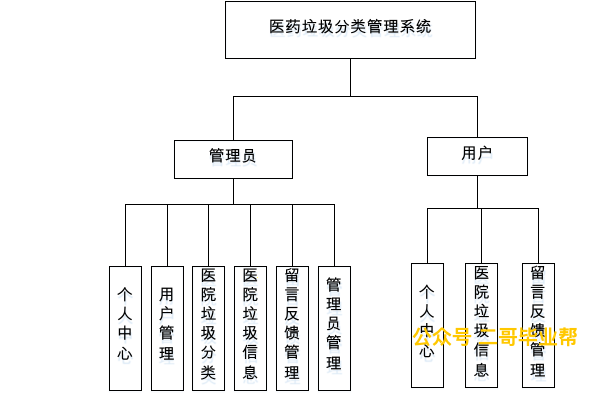 医药垃圾分类管理系统
管理员
用户
个人中心
用户管理
医院垃圾分类
医院垃圾信息
留言反馈管理
管理员管理
个人中心
医院垃圾信息
留言反馈管理
公众号 二哥毕业帮